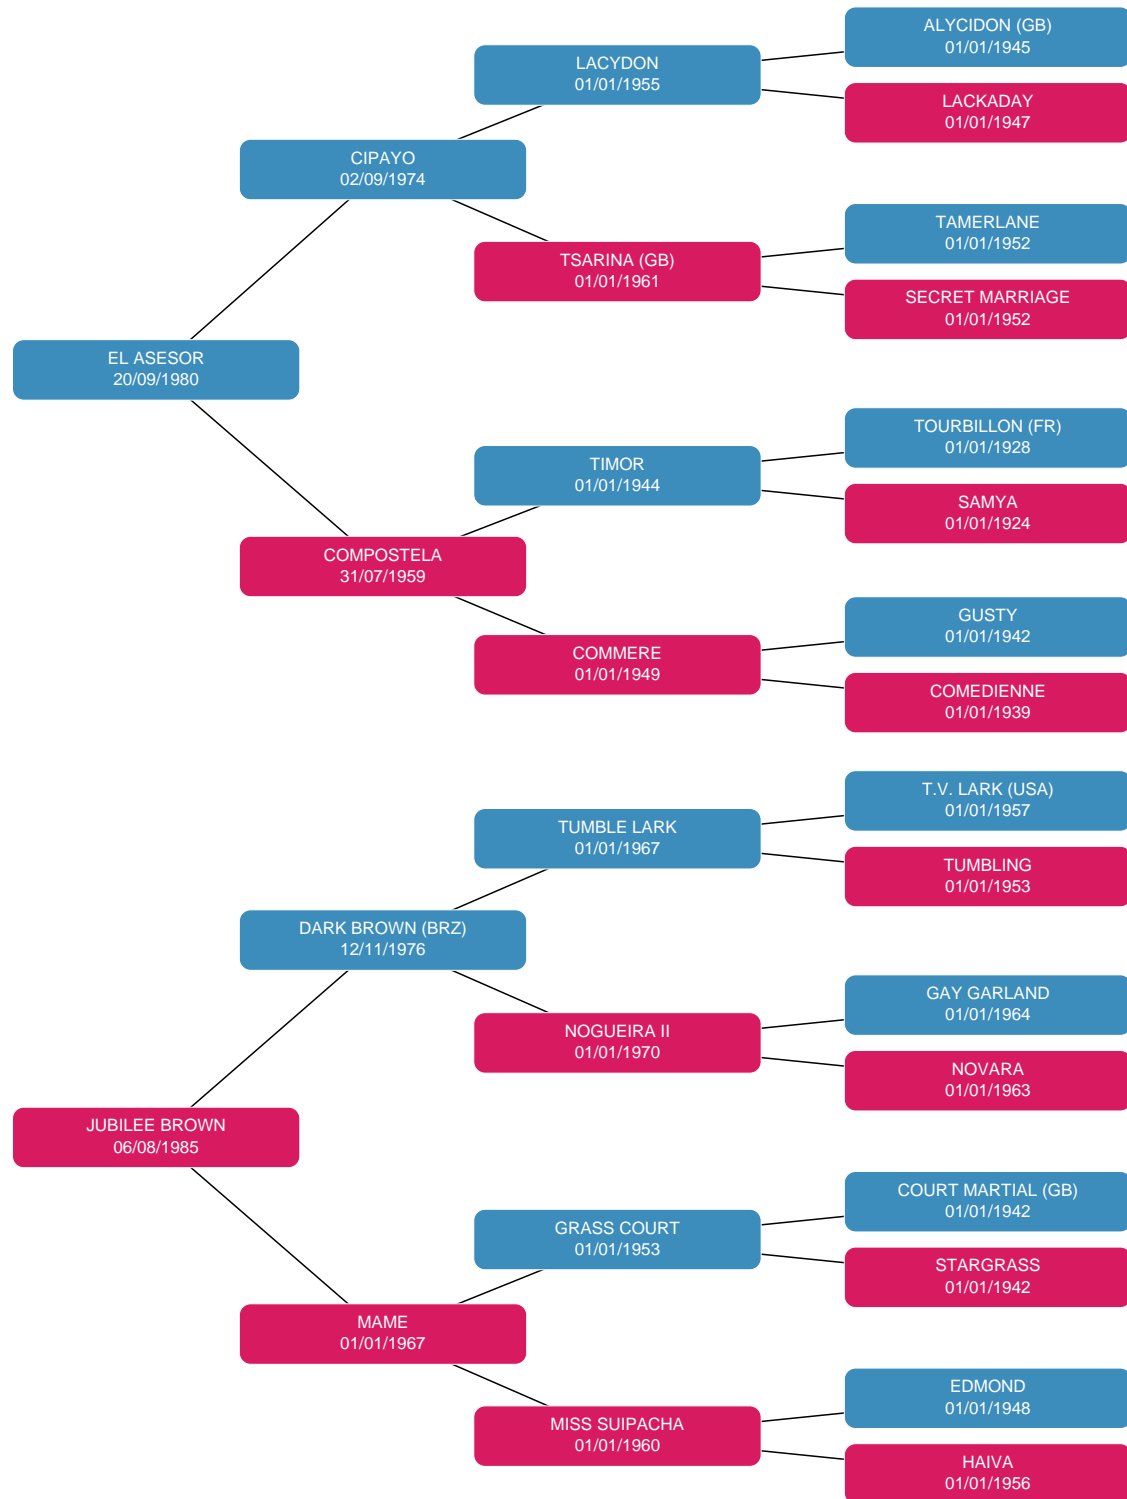 ALYCIDON (GB)
01/01/1945
LACYDON
01/01/1955
LACKADAY
01/01/1947
CIPAYO
02/09/1974
TAMERLANE
01/01/1952
TSARINA (GB)
01/01/1961
SECRET MARRIAGE
01/01/1952
EL ASESOR
20/09/1980
TOURBILLON (FR)
01/01/1928
TIMOR
01/01/1944
SAMYA
01/01/1924
COMPOSTELA
31/07/1959
GUSTY
01/01/1942
COMMERE
01/01/1949
COMEDIENNE
01/01/1939
T.V. LARK (USA)
01/01/1957
TUMBLE LARK
01/01/1967
TUMBLING
01/01/1953
DARK BROWN (BRZ)
12/11/1976
GAY GARLAND
01/01/1964
NOGUEIRA II
01/01/1970
NOVARA
01/01/1963
JUBILEE BROWN
06/08/1985
COURT MARTIAL (GB)
01/01/1942
GRASS COURT
01/01/1953
STARGRASS
01/01/1942
MAME
01/01/1967
EDMOND
01/01/1948
MISS SUIPACHA
01/01/1960
HAIVA
01/01/1956